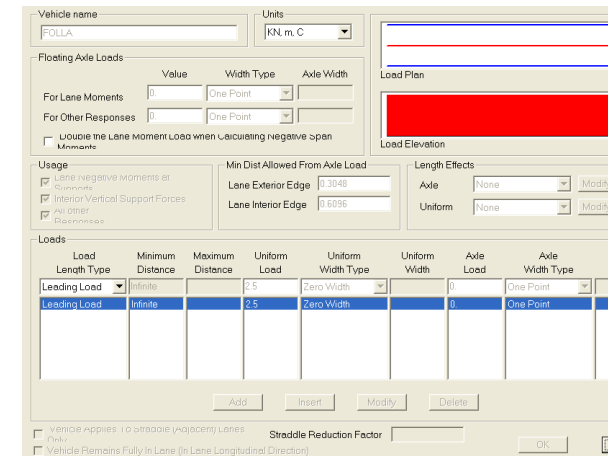 Vehicle name
FOLLA
Units
KN, m, C
Floating Axle Loads
Value Width Type Axle Width
For Lane Moments 0. One Point
For Other Responses 0. One Point
Double the Lane Moment Load when Calculating Negative Span
Moments
Load Plan
Load Elevation
Usage
Lane Negative Moments at
Supports
Interior Vertical Support Forces
All other
Responses
Min Dist Allowed From Axle Load
Lane Exterior Edge 0.3048
Lane Interior Edge 0.6096
Length Effects
Axle None Modify
Uniform None Modify
Loads
Load Minimum Maximum Uniform Uniform Uniform Axle Axle
Length Type Distance Distance Load Width Type Width Load Width Type
Leading Load Infinite 2.5 Zero Width 0. One Point
Leading Load Infinite 2.5 Zero Width 0. One Point
Add Insert Modify Delete
Vehicle Applies To Straddle (Adjacent) Lanes
Only
Straddle Reduction Factor
Vehicle Remains Fully In Lane (In Lane Longitudinal Direction)
OK